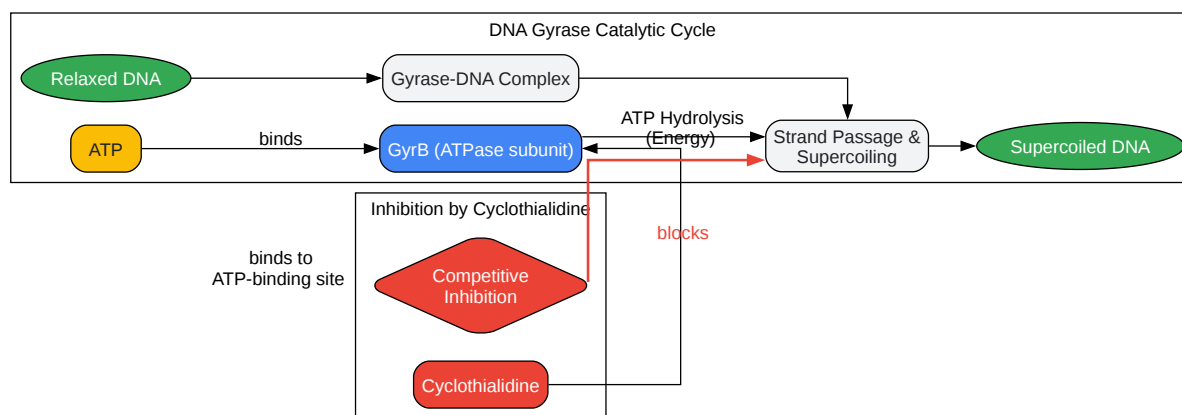 DNA Gyrase Catalytic Cycle
Relaxed DNA
Gyrase-DNA Complex
ATP
binds
GyrB (ATPase subunit)
ATP Hydrolysis
(Energy)
Strand Passage &
Supercoiling
Supercoiled DNA
Inhibition by Cyclothialidine
binds to
ATP-binding site
blocks
Competitive
Inhibition
Cyclothialidine